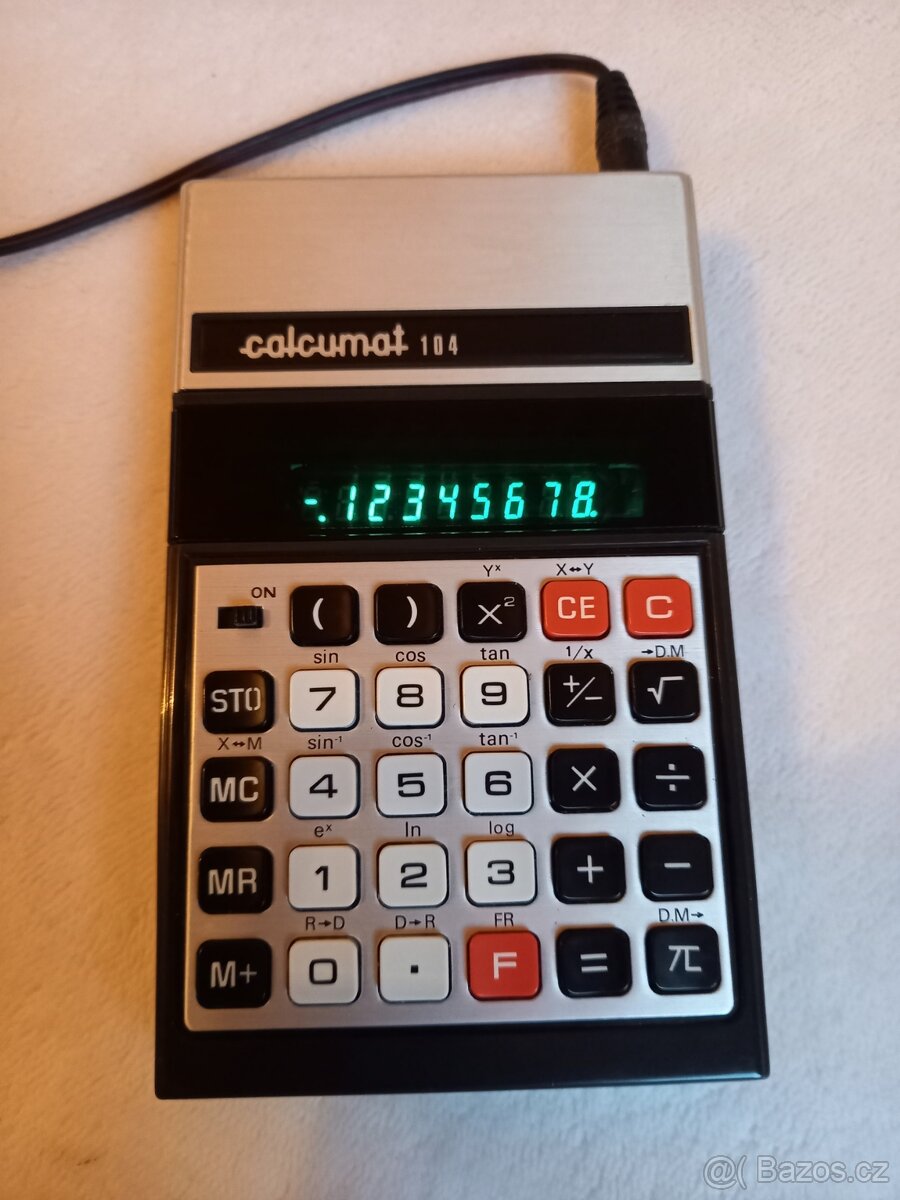 calcumat 104
-.12345678.
Yˣ X↔Y
ON ( ) X² CE C
sin cos tan 1/x →D.M
STO 7 8 9 +/− √
X↔M sin⁻¹ cos⁻¹ tan⁻¹
MC 4 5 6 × ÷
eˣ ln log
MR 1 2 3 + −
R→D D→R FR D.M→
M+ 0 . F = π
@( Bazos.cz